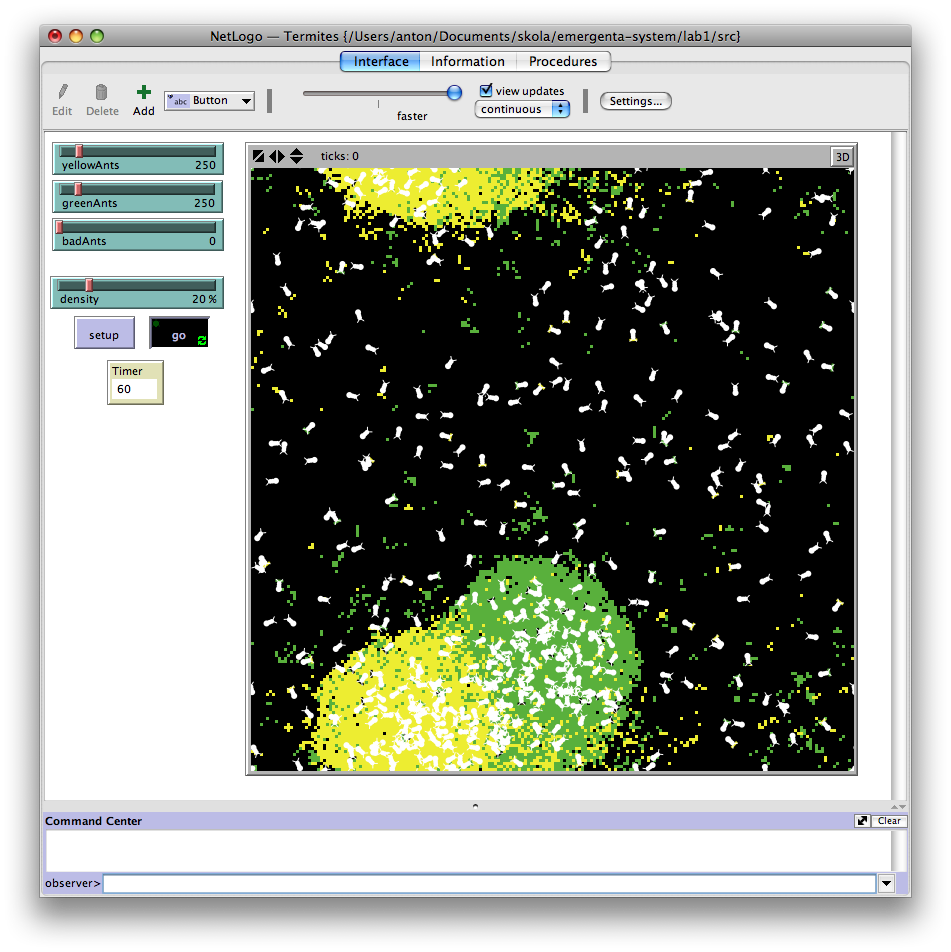 NetLogo — Termites {/Users/anton/Documents/skola/emergenta-system/lab1/src}
Interface Information Procedures
Edit Delete Add abc Button faster view updates continuous Settings...
yellowAnts 250
greenAnts 250
badAnts 0
density 20 %
setup go
Timer
60
ticks: 0 3D
Command Center Clear
observer>